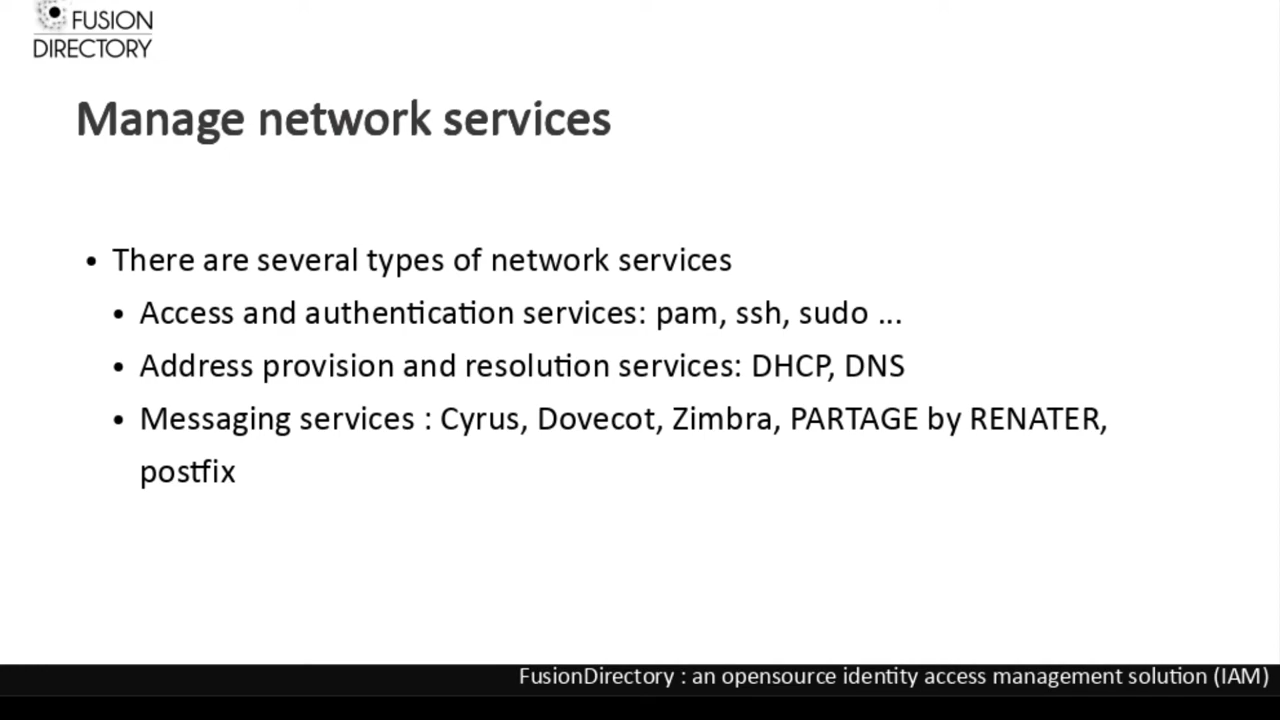 FUSION
DIRECTORY
Manage network services
• There are several types of network services
• Access and authentication services: pam, ssh, sudo ...
• Address provision and resolution services: DHCP, DNS
• Messaging services : Cyrus, Dovecot, Zimbra, PARTAGE by RENATER,
postfix
FusionDirectory : an opensource identity access management solution (IAM)